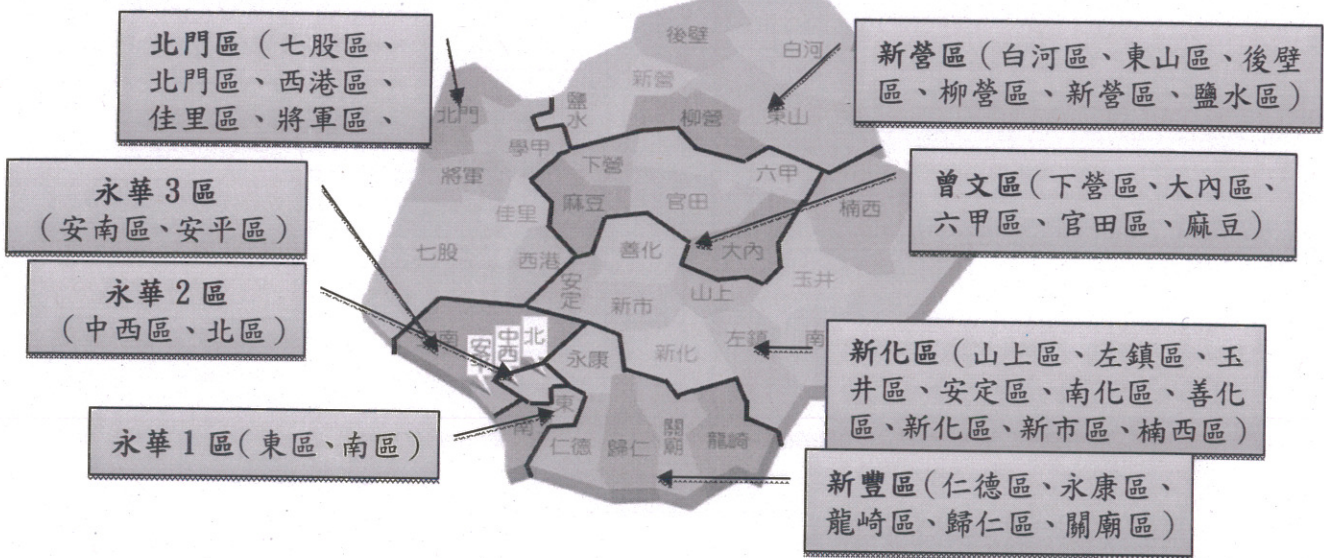 北門區（七股區、
北門區、西港區、
佳里區、將軍區、
新營區（白河區、東山區、後壁
區、柳營區、新營區、鹽水區）
永華3區
（安南區、安平區）
曾文區（下營區、大內區、
六甲區、官田區、麻豆）
永華2區
（中西區、北區）
新化區（山上區、左鎮區、玉
井區、安定區、南化區、善化
區、新化區、新市區、楠西區）
永華1區（東區、南區）
新豐區（仁德區、永康區、
龍崎區、歸仁區、關廟區）
後壁
白河
新營
北門
鹽水
柳營
東山
學甲
下營
六甲
將軍
麻豆
官田
佳里
楠西
七股
西港
善化
大內
安定
新市
山上
玉井
南
安平
中西
北
永康
新化
左鎮
南
東
南
仁德
歸仁
關廟
龍崎